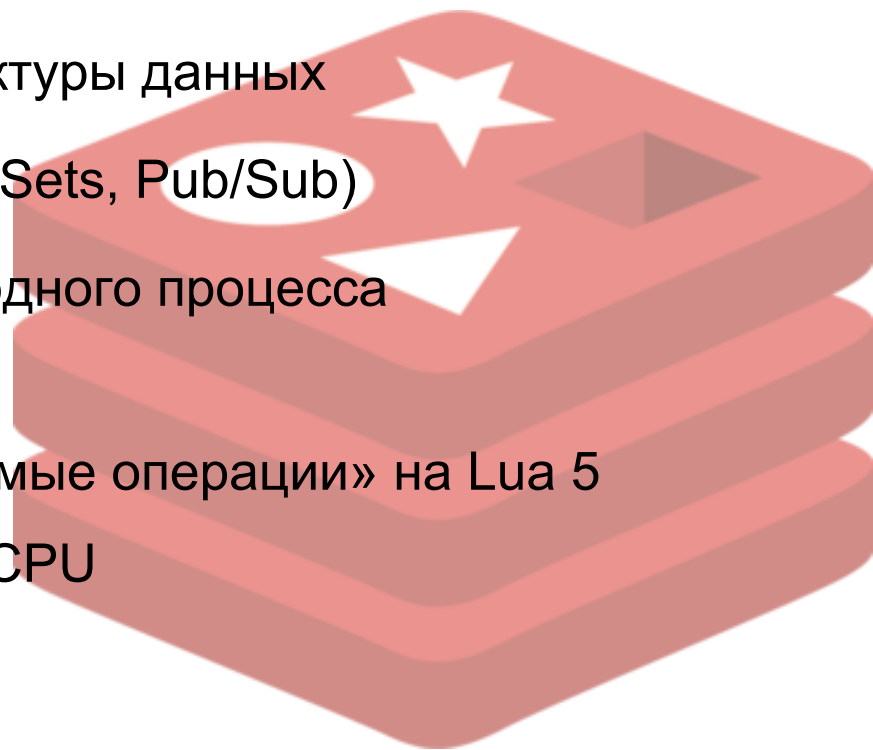 ктуры данных
Sets, Pub/Sub)
одного процесса
мые операции» на Lua 5
CPU